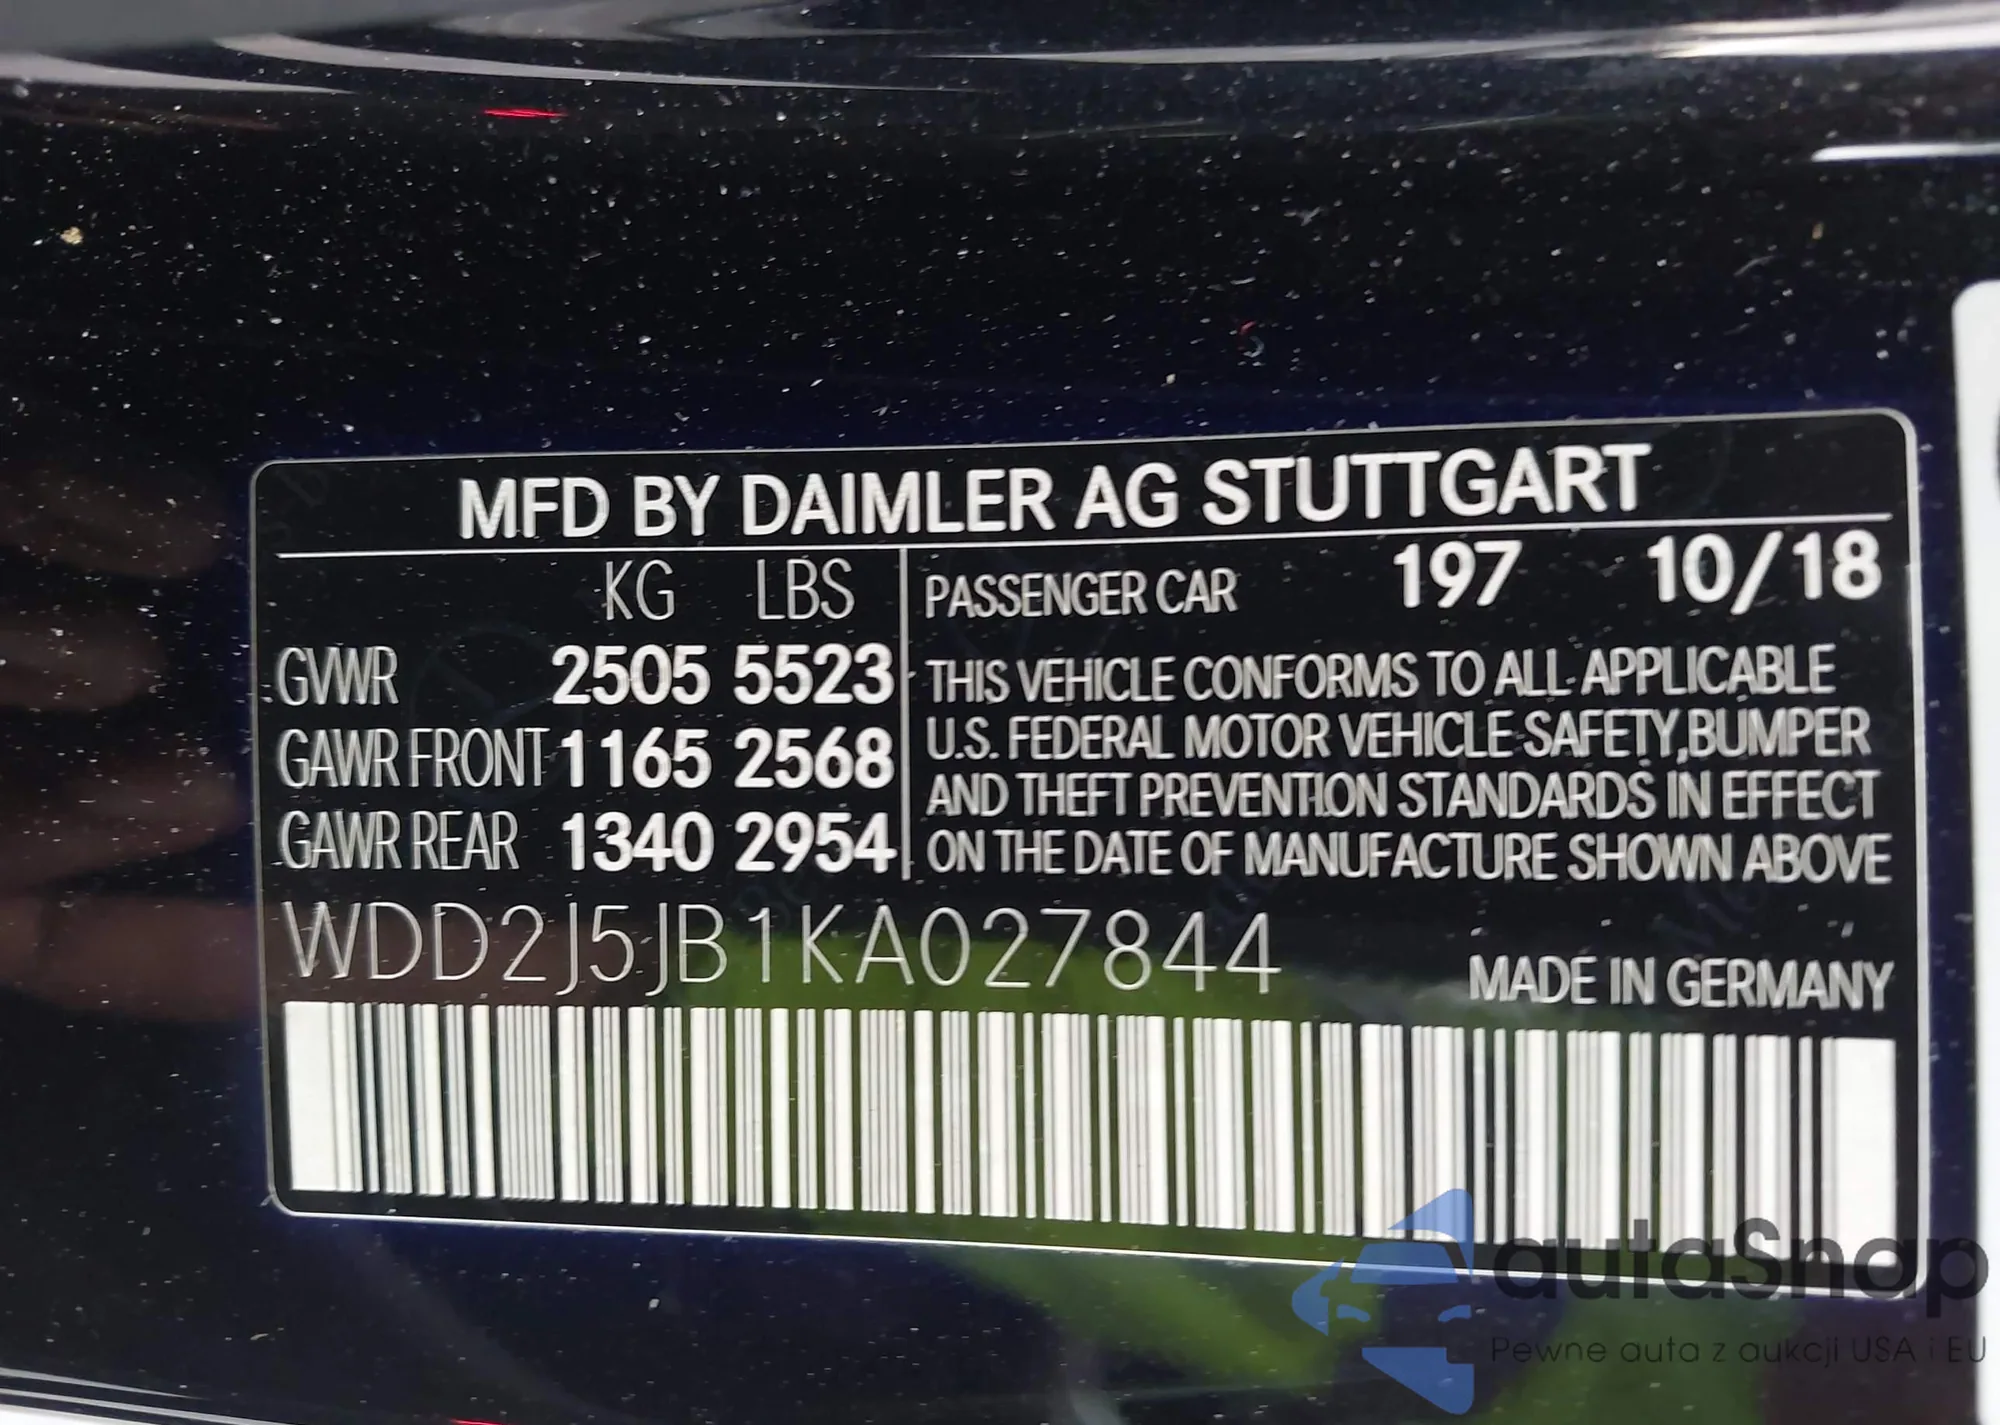 MFD BY DAIMLER AG STUTTGART
KG LBS
GVWR 2505 5523
GAWR FRONT 1165 2568
GAWR REAR 1340 2954
PASSENGER CAR 197 10/18
THIS VEHICLE CONFORMS TO ALL APPLICABLE
U.S. FEDERAL MOTOR VEHICLE SAFETY,BUMPER
AND THEFT PREVENTION STANDARDS IN EFFECT
ON THE DATE OF MANUFACTURE SHOWN ABOVE
WDD2J5JB1KA027844
MADE IN GERMANY
autaSnap
Pewne auta z aukcji USA i EU